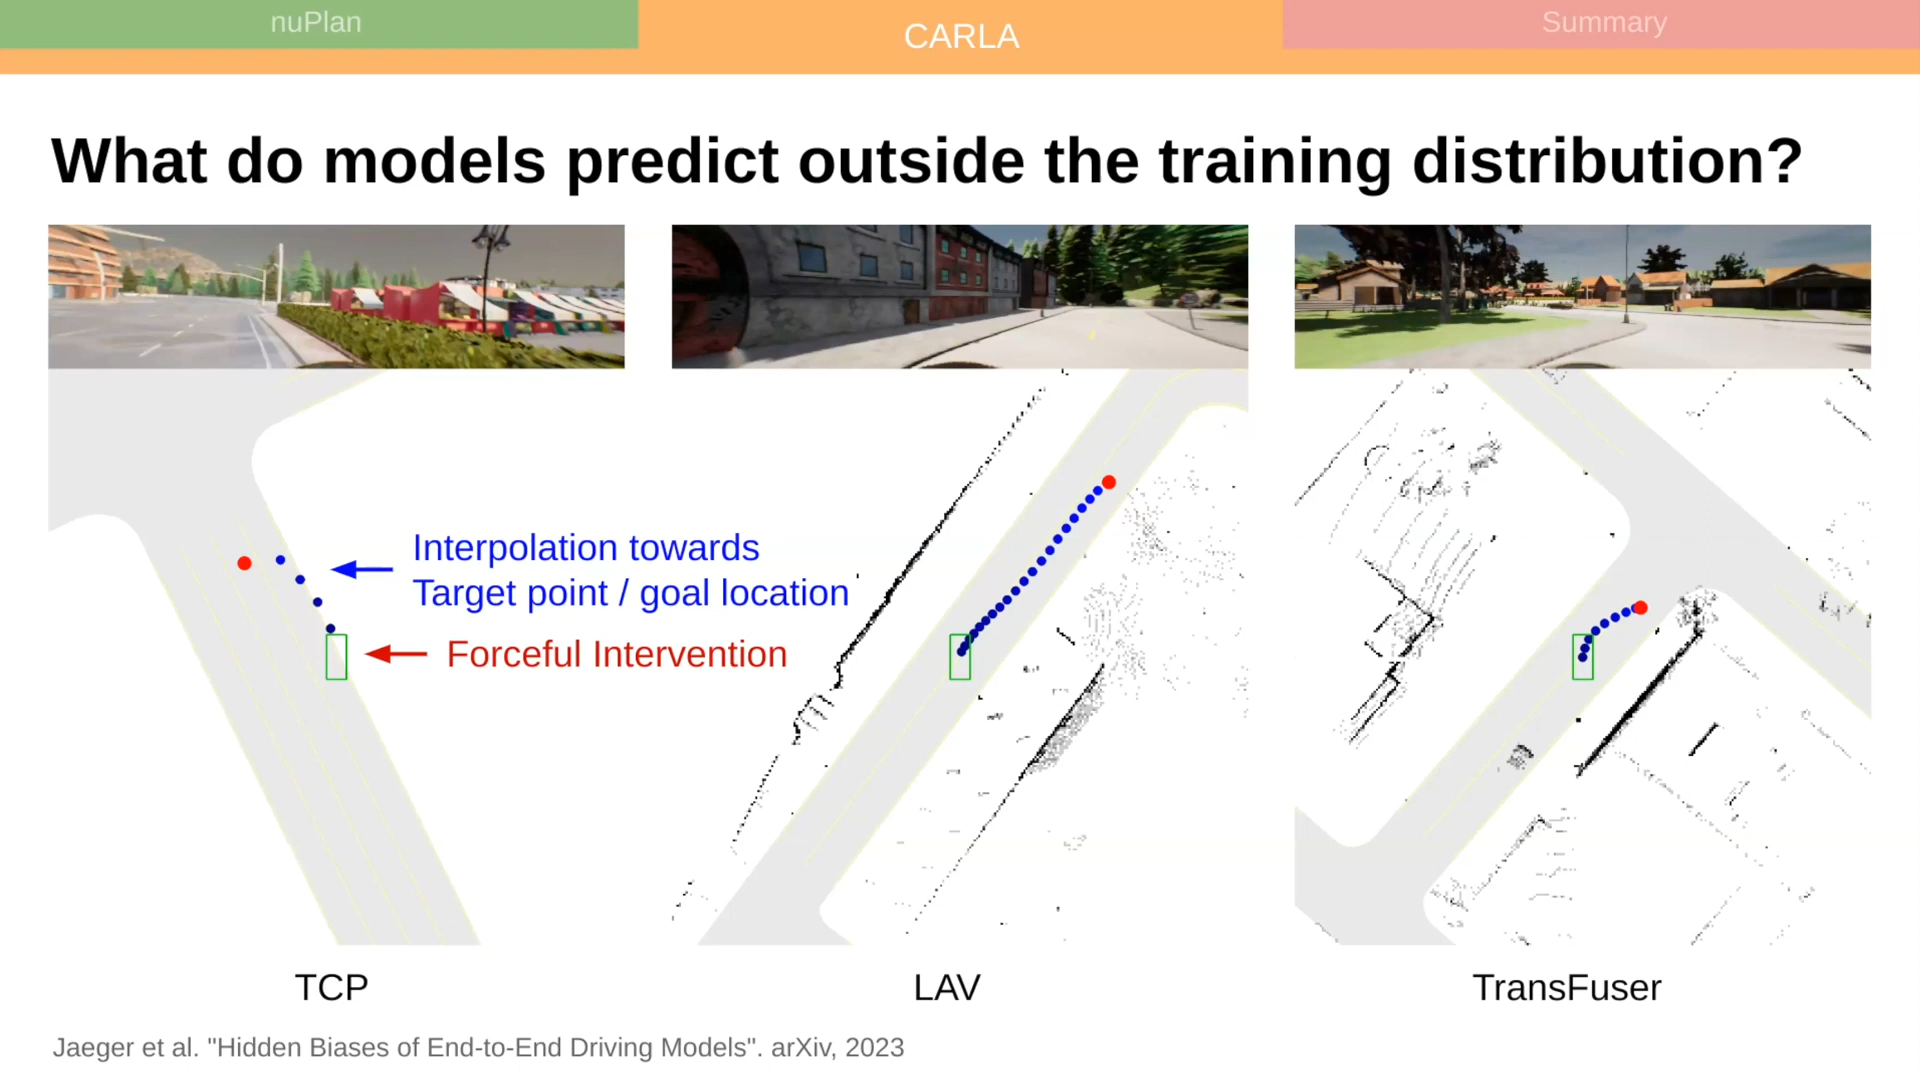 nuPlan
CARLA
Summary
What do models predict outside the training distribution?
Interpolation towards
Target point / goal location
Forceful Intervention
TCP
LAV
TransFuser
Jaeger et al. "Hidden Biases of End-to-End Driving Models". arXiv, 2023